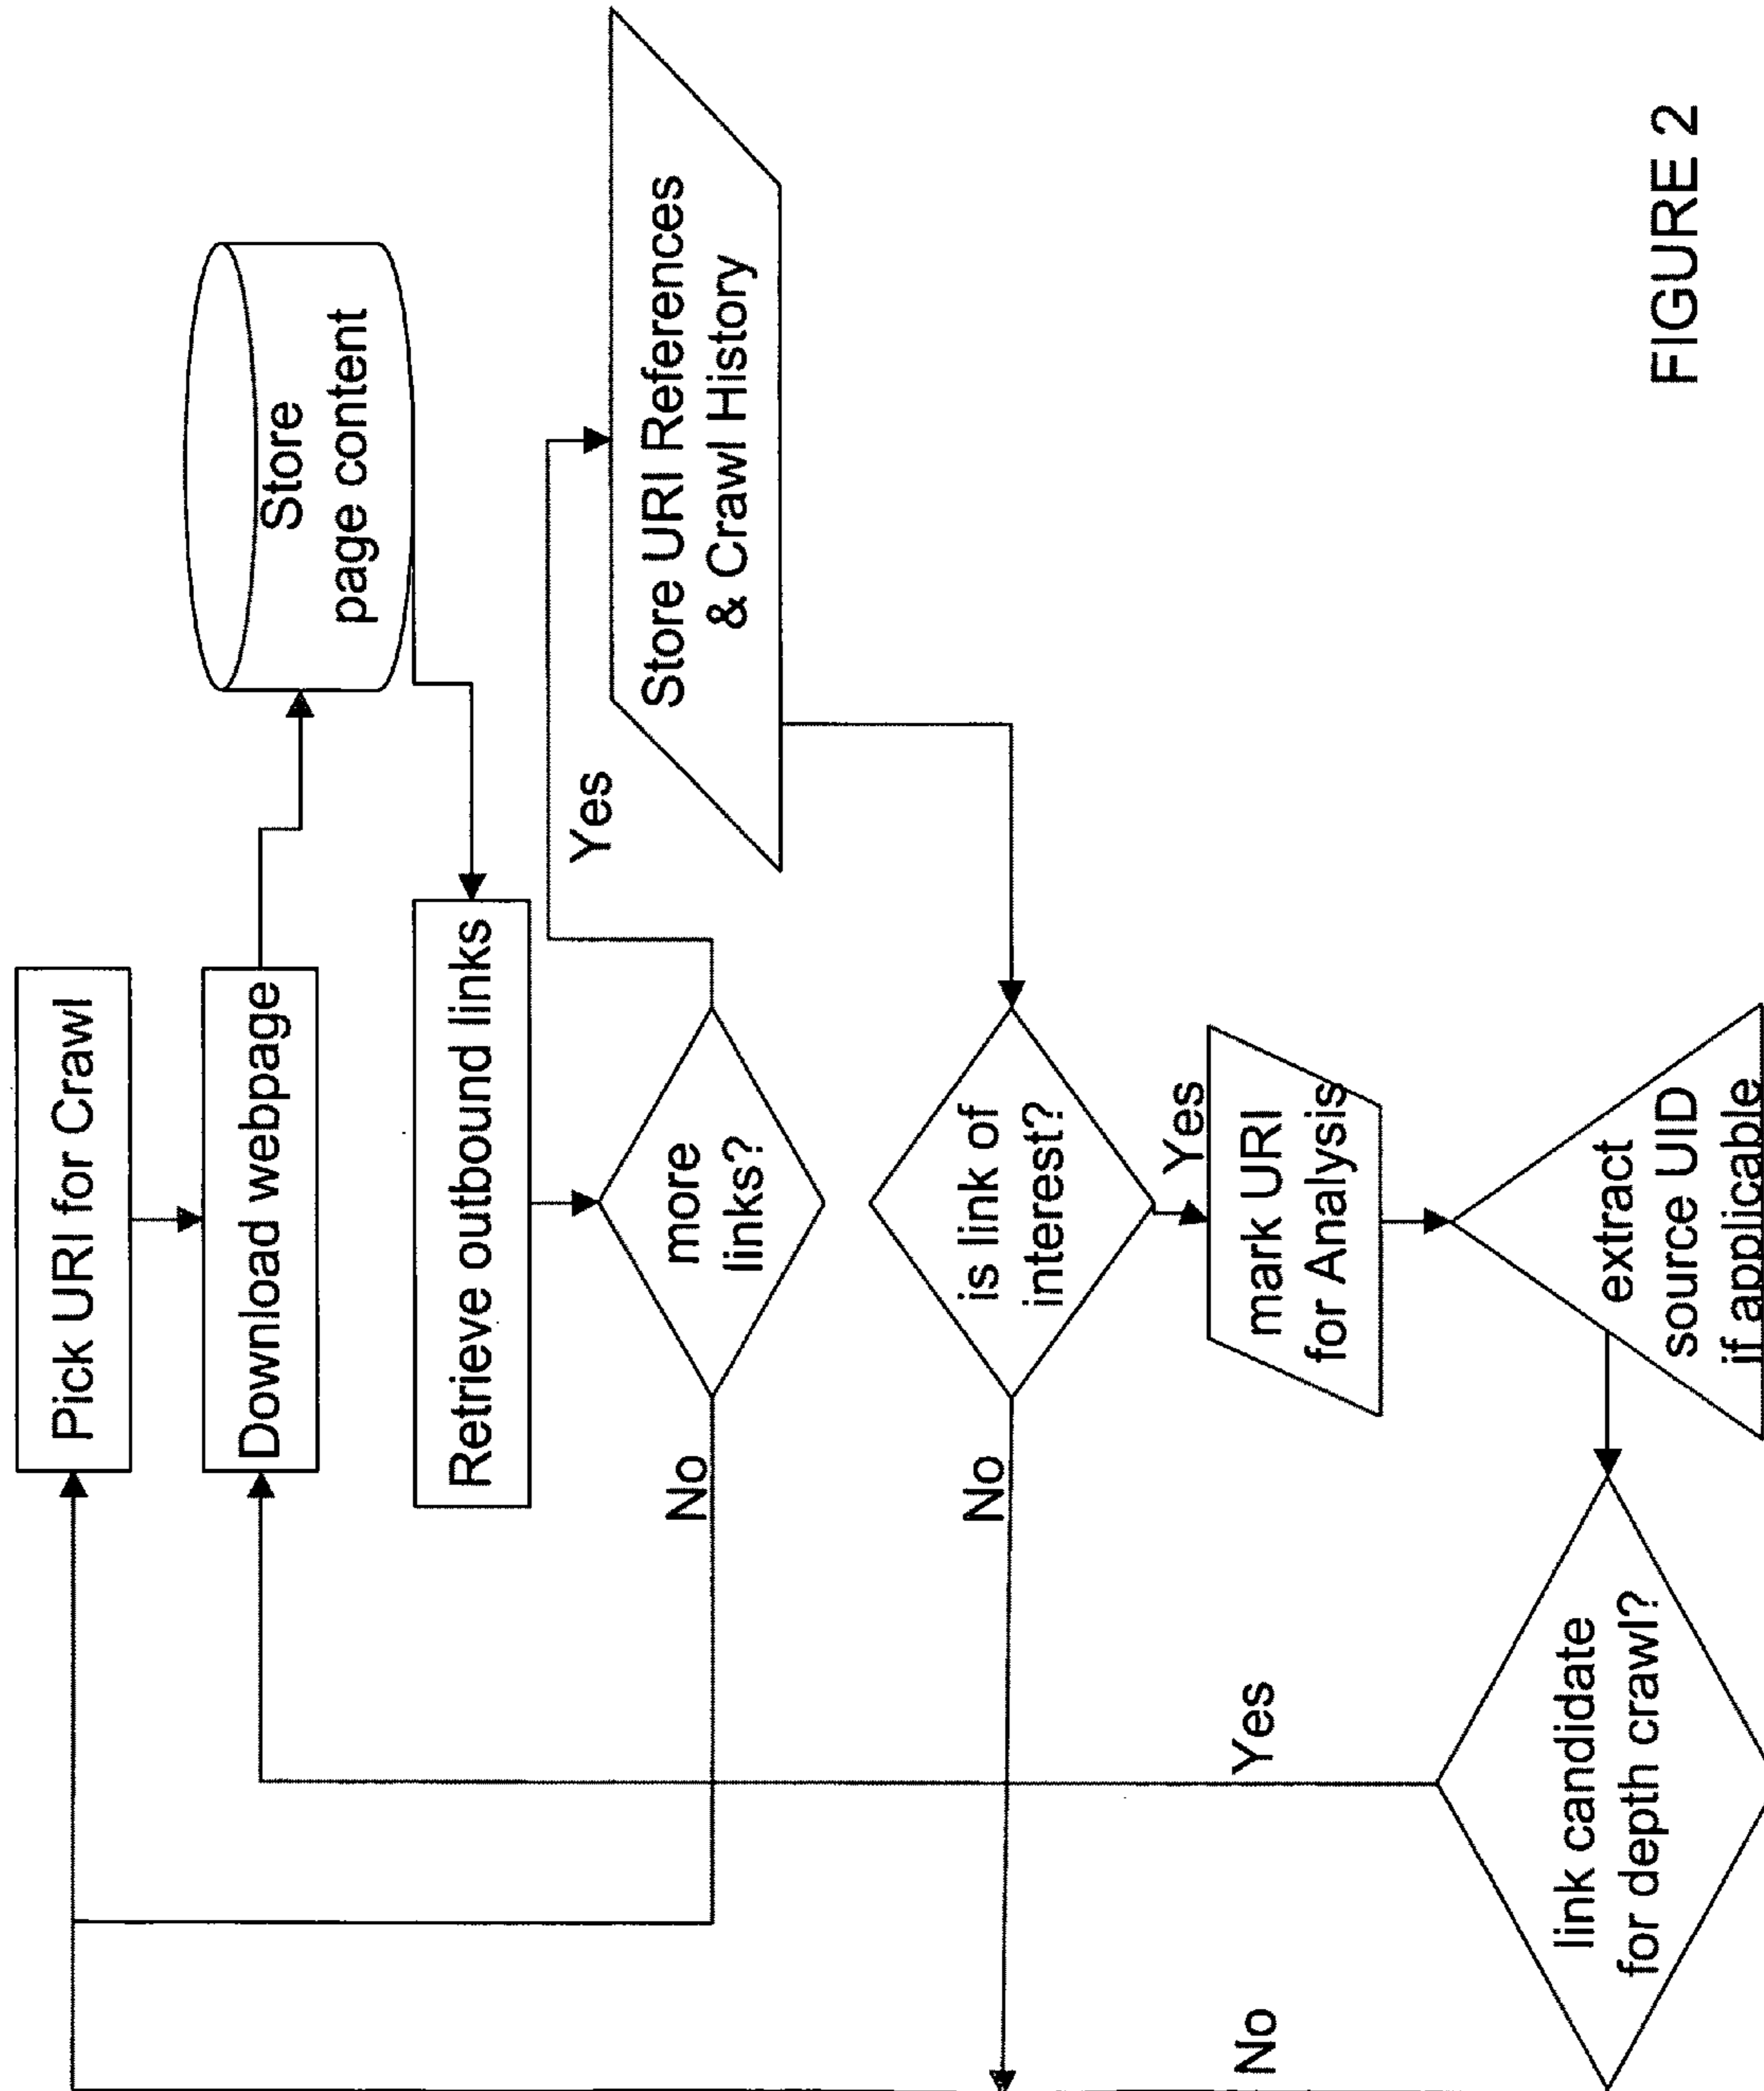 Pick URI for Crawl
Download webpage
Store
page content
Retrieve outbound links
more
links?
Yes
No
Store URI References
& Crawl History
is link of
interest?
No
Yes
mark URI
for Analysis
extract
source UID
if applicable
link candidate
for depth crawl?
Yes
No
FIGURE 2